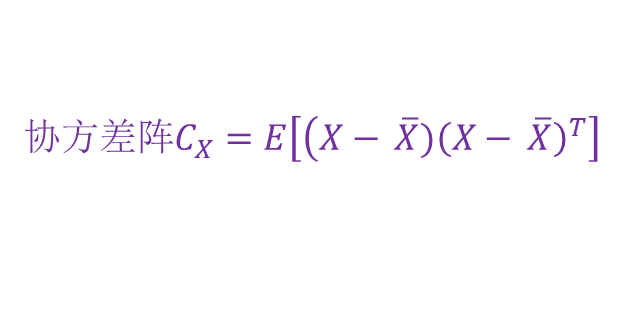 协方差阵C_X = E[(X − X̄)(X − X̄)^T]